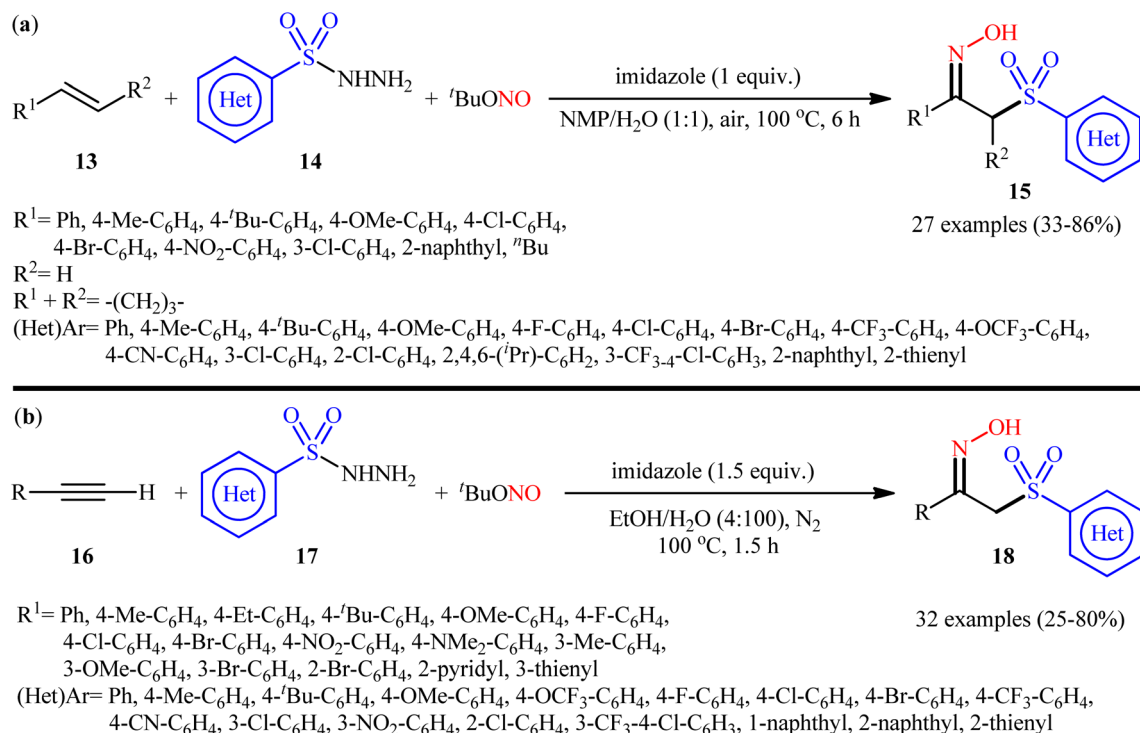 (a)
R¹ R²
13
+
O O
S
NHNH₂
Het
14
+ ᵗBuONO
imidazole (1 equiv.)
NMP/H₂O (1:1), air, 100 °C, 6 h
N OH
O O
R¹ S
R² Het
15
27 examples (33-86%)
R¹= Ph, 4-Me-C₆H₄, 4-ᵗBu-C₆H₄, 4-OMe-C₆H₄, 4-Cl-C₆H₄,
4-Br-C₆H₄, 4-NO₂-C₆H₄, 3-Cl-C₆H₄, 2-naphthyl, ⁿBu
R²= H
R¹ + R²= -(CH₂)₃-
(Het)Ar= Ph, 4-Me-C₆H₄, 4-ᵗBu-C₆H₄, 4-OMe-C₆H₄, 4-F-C₆H₄, 4-Cl-C₆H₄, 4-Br-C₆H₄, 4-CF₃-C₆H₄, 4-OCF₃-C₆H₄,
4-CN-C₆H₄, 3-Cl-C₆H₄, 2-Cl-C₆H₄, 2,4,6-(ⁱPr)-C₆H₂, 3-CF₃₋₄-Cl-C₆H₃, 2-naphthyl, 2-thienyl
(b)
R H
16
+
O O
S
NHNH₂
Het
17
+ ᵗBuONO
imidazole (1.5 equiv.)
EtOH/H₂O (4:100), N₂
100 °C, 1.5 h
N OH
O O
R S
Het
18
32 examples (25-80%)
R¹= Ph, 4-Me-C₆H₄, 4-Et-C₆H₄, 4-ᵗBu-C₆H₄, 4-OMe-C₆H₄, 4-F-C₆H₄,
4-Cl-C₆H₄, 4-Br-C₆H₄, 4-NO₂-C₆H₄, 4-NMe₂-C₆H₄, 3-Me-C₆H₄,
3-OMe-C₆H₄, 3-Br-C₆H₄, 2-Br-C₆H₄, 2-pyridyl, 3-thienyl
(Het)Ar= Ph, 4-Me-C₆H₄, 4-ᵗBu-C₆H₄, 4-OMe-C₆H₄, 4-OCF₃-C₆H₄, 4-F-C₆H₄, 4-Cl-C₆H₄, 4-Br-C₆H₄, 4-CF₃-C₆H₄,
4-CN-C₆H₄, 3-Cl-C₆H₄, 3-NO₂-C₆H₄, 2-Cl-C₆H₄, 3-CF₃-4-Cl-C₆H₃, 1-naphthyl, 2-naphthyl, 2-thienyl